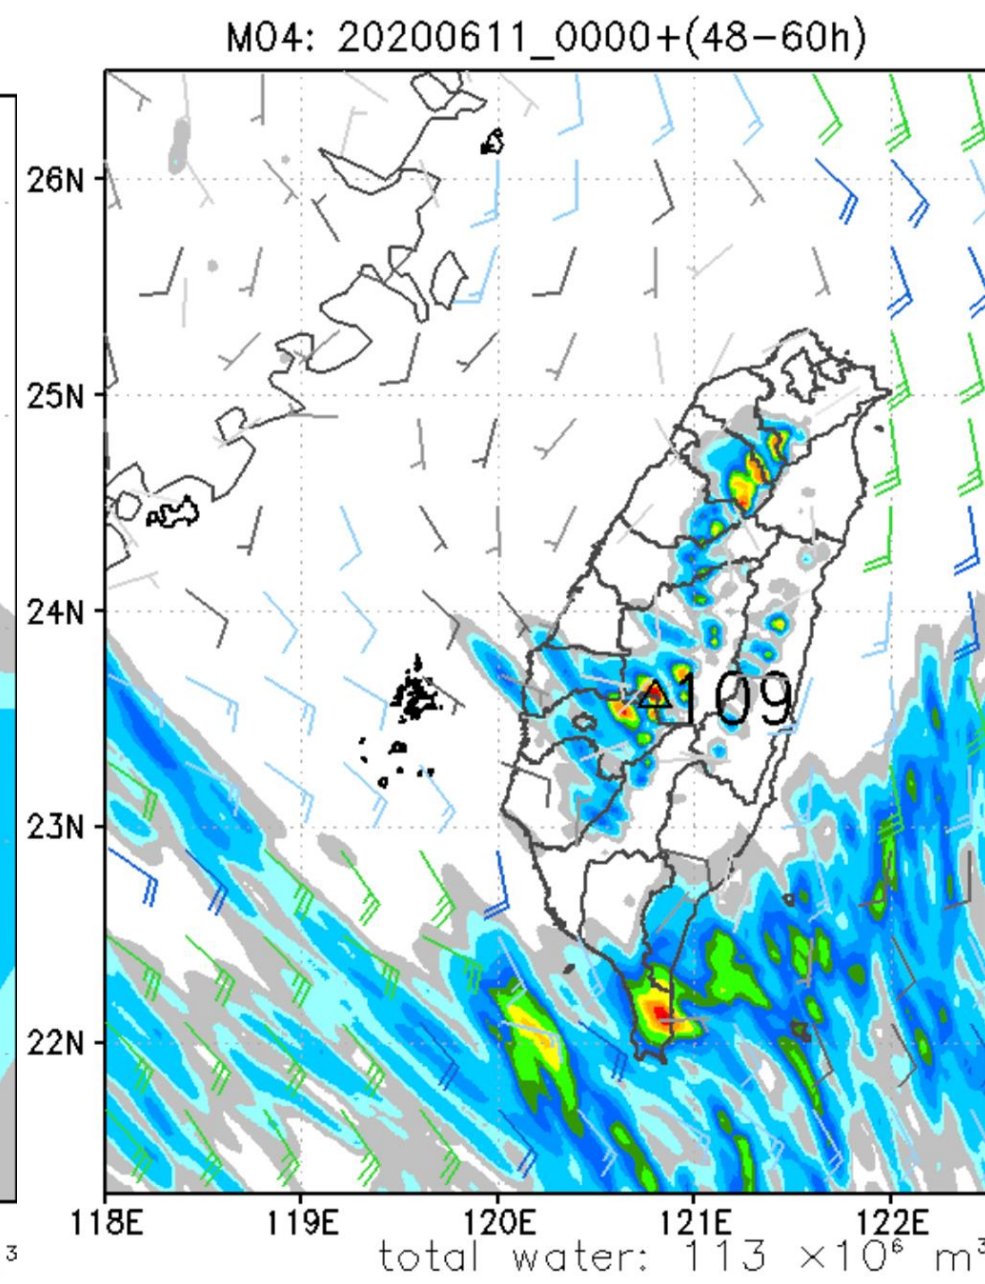 M04: 20200611_0000+(48-60h)
26N
25N
24N
109
23N
22N
118E 119E 120E 121E 122E
3 total water: 113 ×10⁶ m³